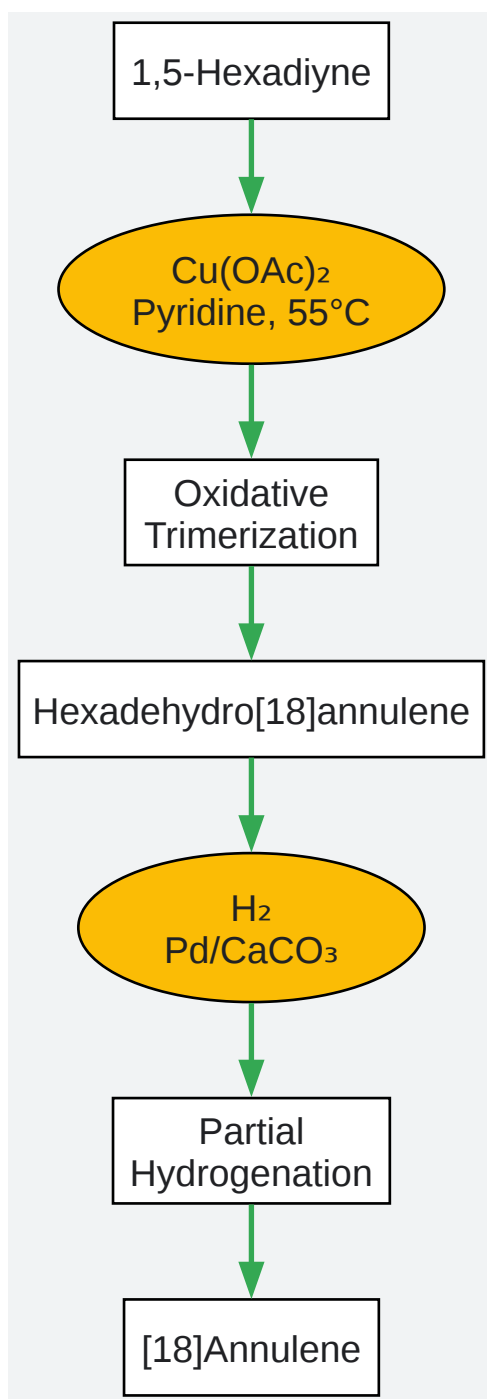 1,5-Hexadiyne
Cu(OAc)₂
Pyridine, 55°C
Oxidative
Trimerization
Hexadehydro[18]annulene
H₂
Pd/CaCO₃
Partial
Hydrogenation
[18]Annulene